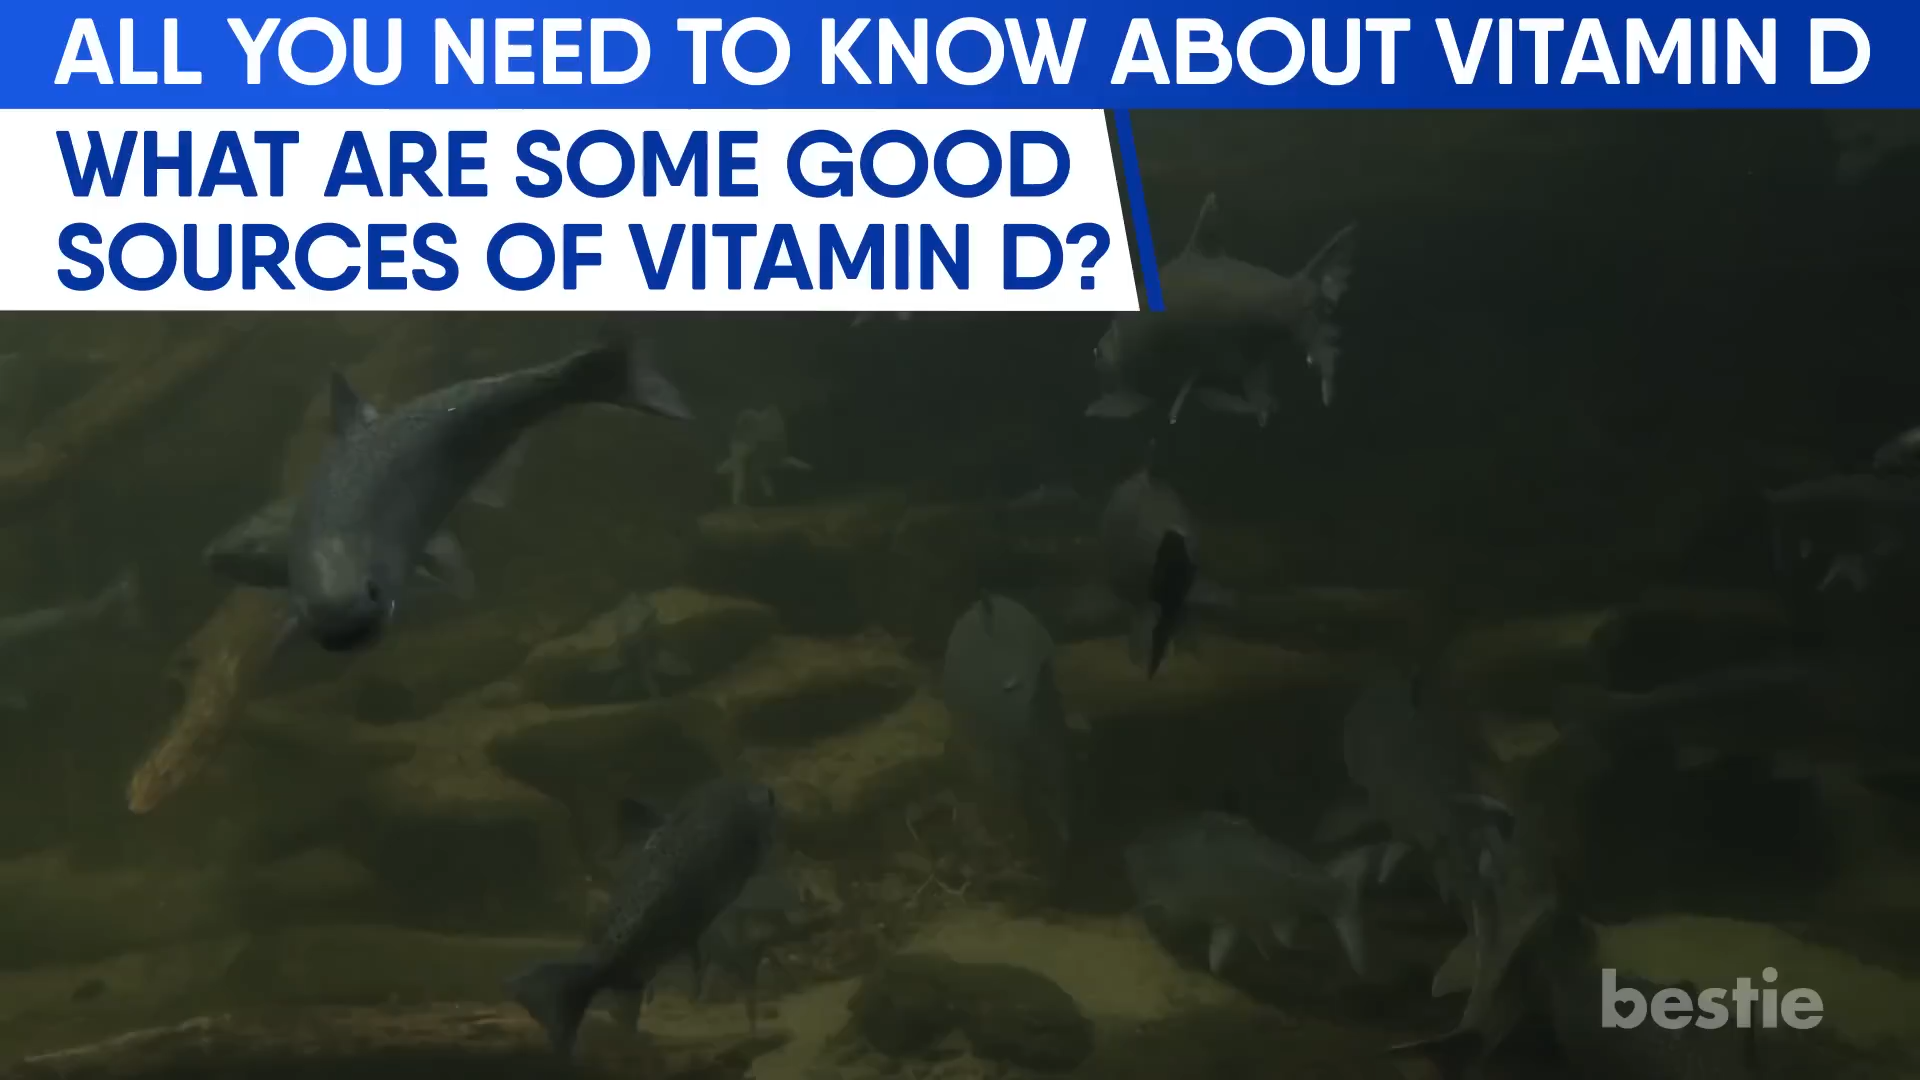 ALL YOU NEED TO KNOW ABOUT VITAMIN D
WHAT ARE SOME GOOD
SOURCES OF VITAMIN D?
bestie